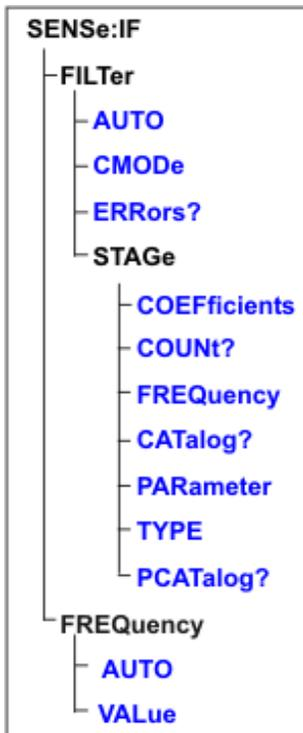 SENSe:IF
FILTer
AUTO
CMODe
ERRors?
STAGe
COEFficients
COUNt?
FREQuency
CATalog?
PARameter
TYPE
PCATalog?
FREQuency
AUTO
VALue